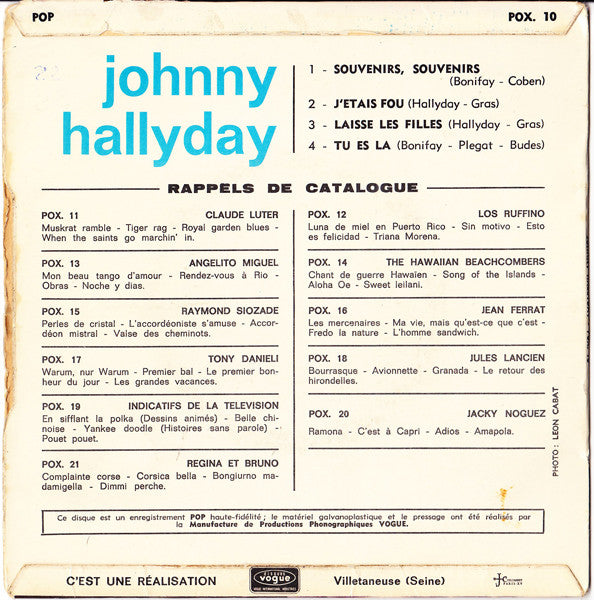 POP
POX. 10
johnny
hallyday
1 - SOUVENIRS, SOUVENIRS
(Bonifay - Coben)
2 - J'ETAIS FOU (Hallyday - Gras)
3 - LAISSE LES FILLES (Hallyday - Gras)
4 - TU ES LA (Bonifay - Plegat - Budes)
RAPPELS DE CATALOGUE
POX. 11 CLAUDE LUTER
Muskrat ramble - Tiger rag - Royal garden blues -
When the saints go marchin' in.
POX. 13 ANGELITO MIGUEL
Mon beau tango d'amour - Rendez-vous à Rio -
Obras - Noche y dias.
POX. 15 RAYMOND SIOZADE
Perles de cristal - L'accordéoniste s'amuse - Accor-
déon mistral - Valse des cheminots.
POX. 17 TONY DANIELI
Warum, nur Warum - Premier bal - Le premier bon-
heur du jour - Les grandes vacances.
POX. 19 INDICATIFS DE LA TELEVISION
En sifflant la polka (Dessins animés) - Belle chi-
noise - Yankee doodle (Histoires sans parole) -
Pouet pouet.
POX. 21 REGINA ET BRUNO
Complainte corse - Corsica bella - Bongiurno ma-
damigella - Dimmi perche.
POX. 12 LOS RUFFINO
Luna de miel en Puerto Rico - Sin motivo - Esto
es felicidad - Triana Morena.
POX. 14 THE HAWAIIAN BEACHCOMBERS
Chant de guerre Hawaïen - Song of the Islands -
Aloha Oe - Sweet leilani.
POX. 16 JEAN FERRAT
Les mercenaires - Ma vie, mais qu'est-ce que c'est -
Fredo la nature - L'homme sandwich.
POX. 18 JULES LANCIEN
Bourrasque - Avionnette - Granada - Le retour des
hirondelles.
POX. 20 JACKY NOGUEZ
Ramona - C'est à Capri - Adios - Amapola.
PHOTO : LEON CABAT
Ce disque est un enregistrement POP haute-fidélité ; le matériel galvanoplastique et le pressage ont été réalisés par
la Manufacture de Productions Phonographiques VOGUE.
C'EST UNE RÉALISATION
DISQUES
vogue
VOGUE INTERNATIONAL INDUSTRIES
Villetaneuse (Seine)